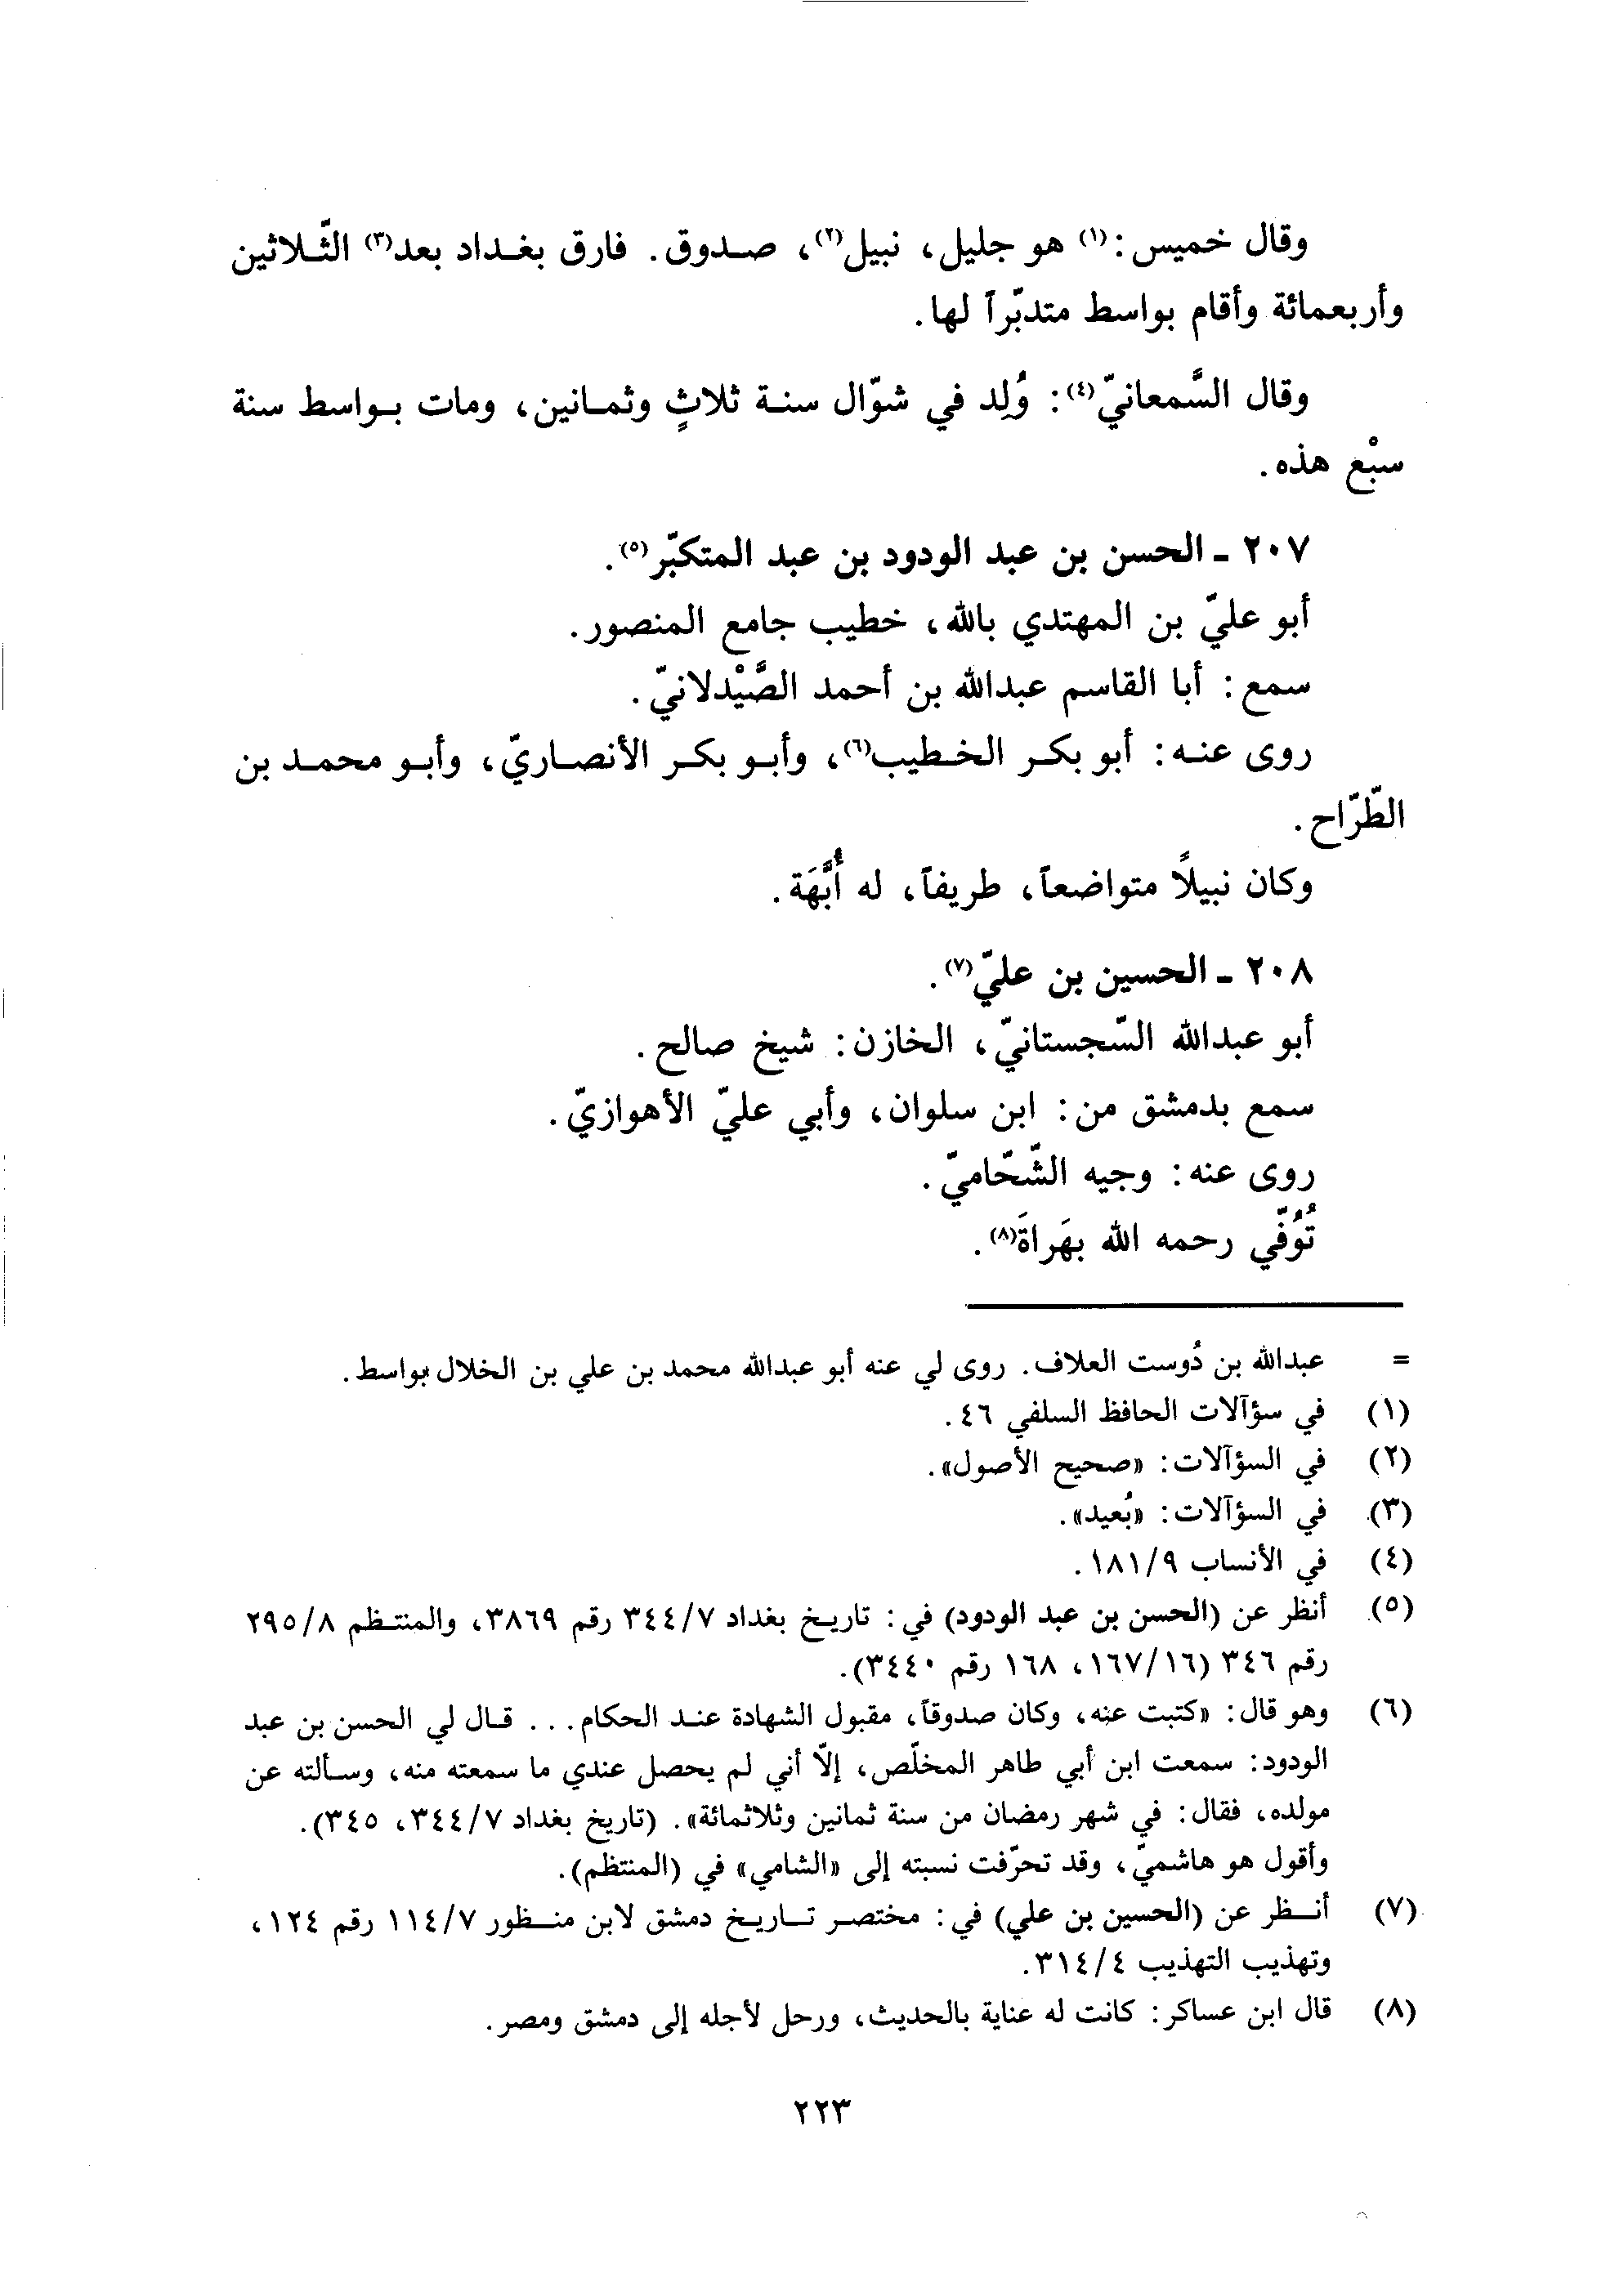 وقال خميس:(١) هو جليل، نبيل(٢)، صدوق. فارق بغداد بعد(٣) الثّلاثين
وأربعمائة وأقام بواسط متدبّراً لها.
وقال السَّمعانيّ(٤): وُلِد في شوّال سنة ثلاثٍ وثمانين، ومات بواسط سنة
سبْع هذه.
٢٠٧ - الحسن بن عبد الودود بن عبد المتكبّر(٥).
أبو عليّ بن المهتدي بالله، خطيب جامع المنصور.
سمع: أبا القاسم عبدالله بن أحمد الصَّيْدلانيّ.
روى عنه: أبو بكر الخطيب(٦)، وأبو بكر الأنصاريّ، وأبو محمد بن
الطّرّاح.
وكان نبيلاً متواضعاً، طريفاً، له أُبَّهَة.
٢٠٨ - الحسين بن عليّ(٧).
أبو عبدالله السّجستانيّ، الخازن: شيخ صالح.
سمع بدمشق من: ابن سلوان، وأبي عليّ الأهوازيّ.
روى عنه: وجيه الشّحّاميّ.
تُوُفّي رحمه الله بهَراةَ(٨).
= عبدالله بن دُوست العلاف. روى لي عنه أبو عبدالله محمد بن علي بن الخلال بواسط.
(١) في سؤآلات الحافظ السلفي ٤٦.
(٢) في السؤآلات: «صحيح الأصول».
(٣) في السؤآلات: «بُعيد».
(٤) في الأنساب ١٨١/٩.
(٥) أنظر عن (الحسن بن عبد الودود) في: تاريخ بغداد ٣٤٤/٧ رقم ٣٨٦٩، والمنتظم ٢٩٥/٨
رقم ٣٤٦ (١٦٧/١٦، ١٦٨ رقم ٣٤٤٠).
(٦) وهو قال: «كتبت عنه، وكان صدوقاً، مقبول الشهادة عند الحكام... قال لي الحسن بن عبد
الودود: سمعت ابن أبي طاهر المخلّص، إلّا أني لم يحصل عندي ما سمعته منه، وسألته عن
مولده، فقال: في شهر رمضان من سنة ثمانين وثلاثمائة». (تاريخ بغداد ٣٤٤/٧، ٣٤٥).
وأقول هو هاشميّ، وقد تحرّفت نسبته إلى «الشامي» في (المنتظم).
(٧) أنظر عن (الحسين بن علي) في: مختصر تاريخ دمشق لابن منظور ١١٤/٧ رقم ١٢٤،
وتهذيب التهذيب ٣١٤/٤.
(٨) قال ابن عساكر: كانت له عناية بالحديث، ورحل لأجله إلى دمشق ومصر.
٢٢٣